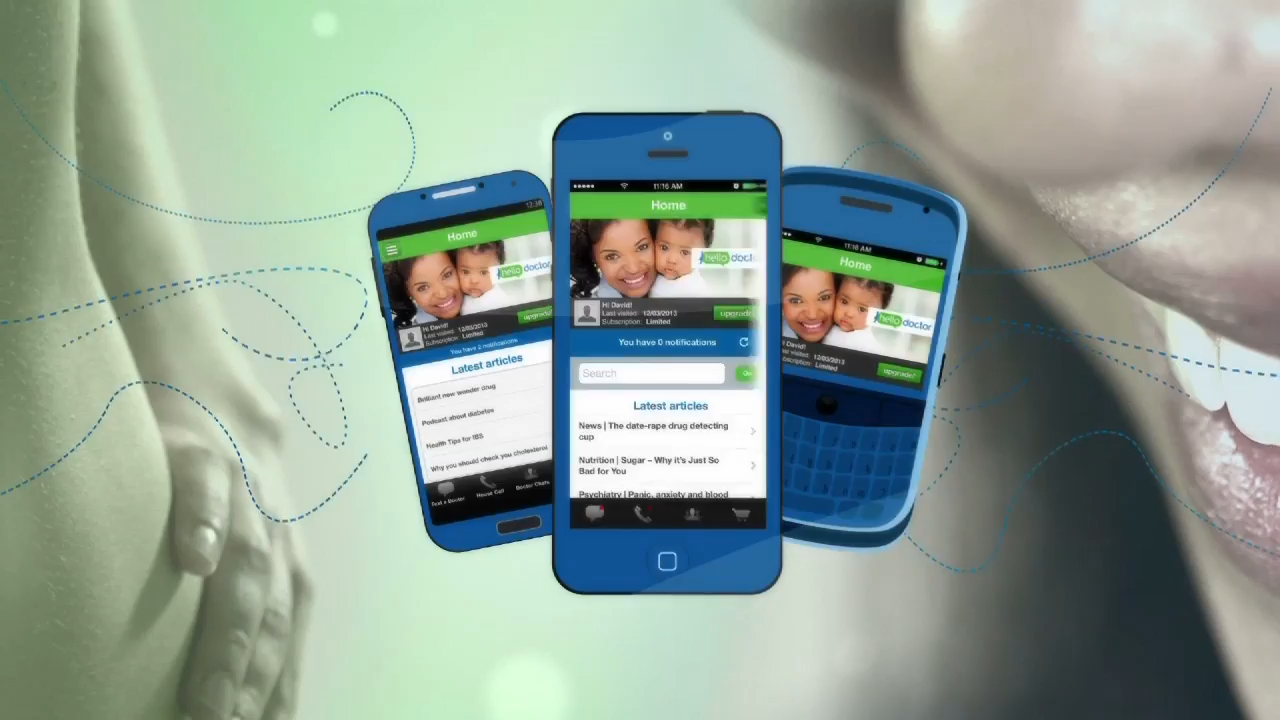 12:38
Home
hello doctor
Hi David!
Last visited: 12/03/2013
Subscription: Limited
upgrade
You have 0 notifications
Latest articles
Brilliant new wonder drug
Podcast about diabetes
Health Tips for IBS
Why you should check you cholesterol
Text a Doctor
House Call
Doctor Chats
11:16 AM
Home
hello doct
Hi David!
Last visited: 12/03/2013
Subscription: Limited
upgrade
You have 0 notifications
Search
Go
Latest articles
News | The date-rape drug detecting
cup
Nutrition | Sugar – Why it's Just So
Bad for You
Psychiatry | Panic, anxiety and blood
11:16 AM
Home
hello doctor
Hi David!
visited: 12/03/2013
Subscription: Limited
upgrade!